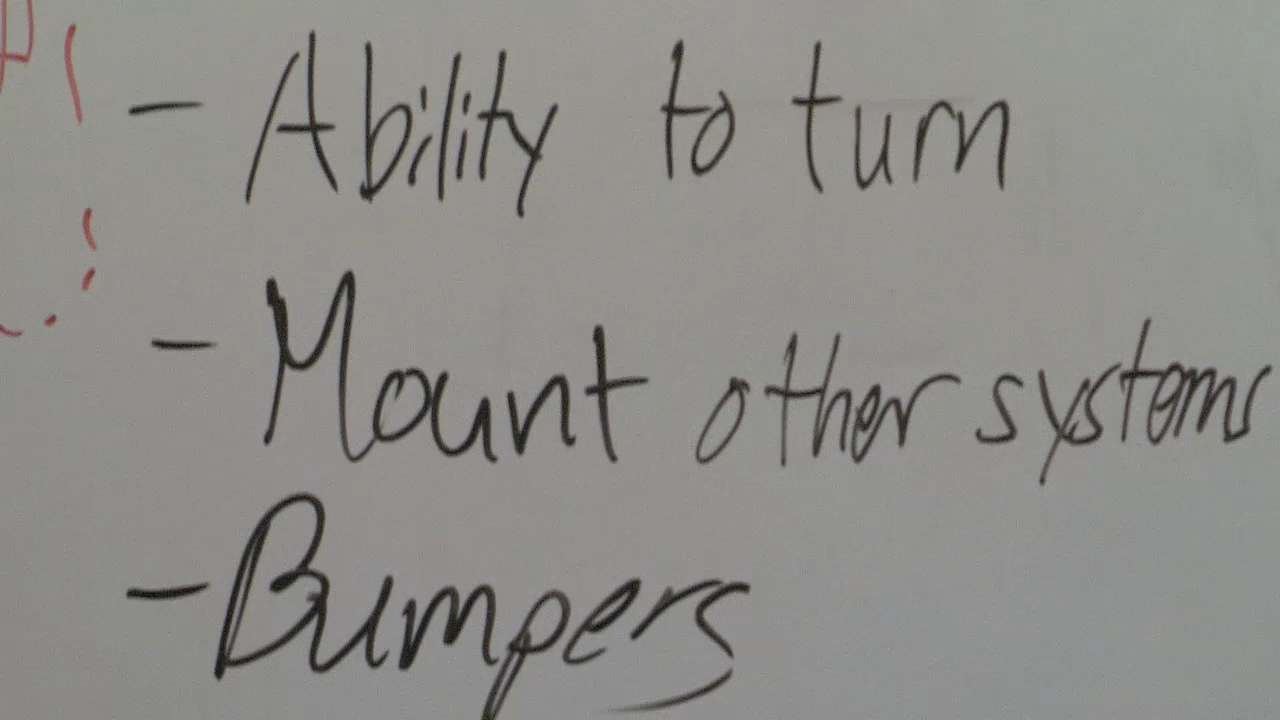 - Ability to turn
- Mount other systems
- Bumpers